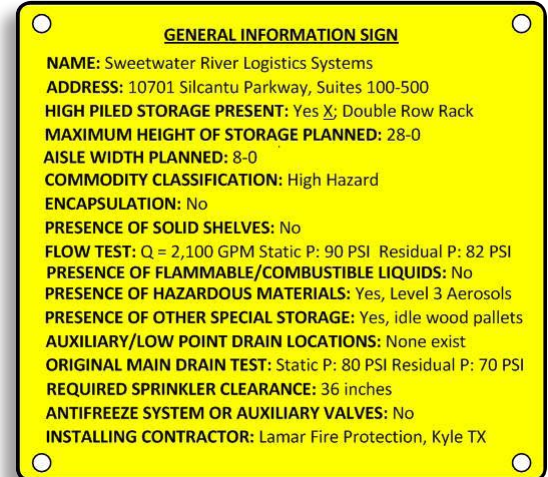 GENERAL INFORMATION SIGN
NAME: Sweetwater River Logistics Systems
ADDRESS: 10701 Silcantu Parkway, Suites 100-500
HIGH PILED STORAGE PRESENT: Yes X; Double Row Rack
MAXIMUM HEIGHT OF STORAGE PLANNED: 28-0
AISLE WIDTH PLANNED: 8-0
COMMODITY CLASSIFICATION: High Hazard
ENCAPSULATION: No
PRESENCE OF SOLID SHELVES: No
FLOW TEST: Q = 2,100 GPM Static P: 90 PSI Residual P: 82 PSI
PRESENCE OF FLAMMABLE/COMBUSTIBLE LIQUIDS: No
PRESENCE OF HAZARDOUS MATERIALS: Yes, Level 3 Aerosols
PRESENCE OF OTHER SPECIAL STORAGE: Yes, idle wood pallets
AUXILIARY/LOW POINT DRAIN LOCATIONS: None exist
ORIGINAL MAIN DRAIN TEST: Static P: 80 PSI Residual P: 70 PSI
REQUIRED SPRINKLER CLEARANCE: 36 inches
ANTIFREEZE SYSTEM OR AUXILIARY VALVES: No
INSTALLING CONTRACTOR: Lamar Fire Protection, Kyle TX